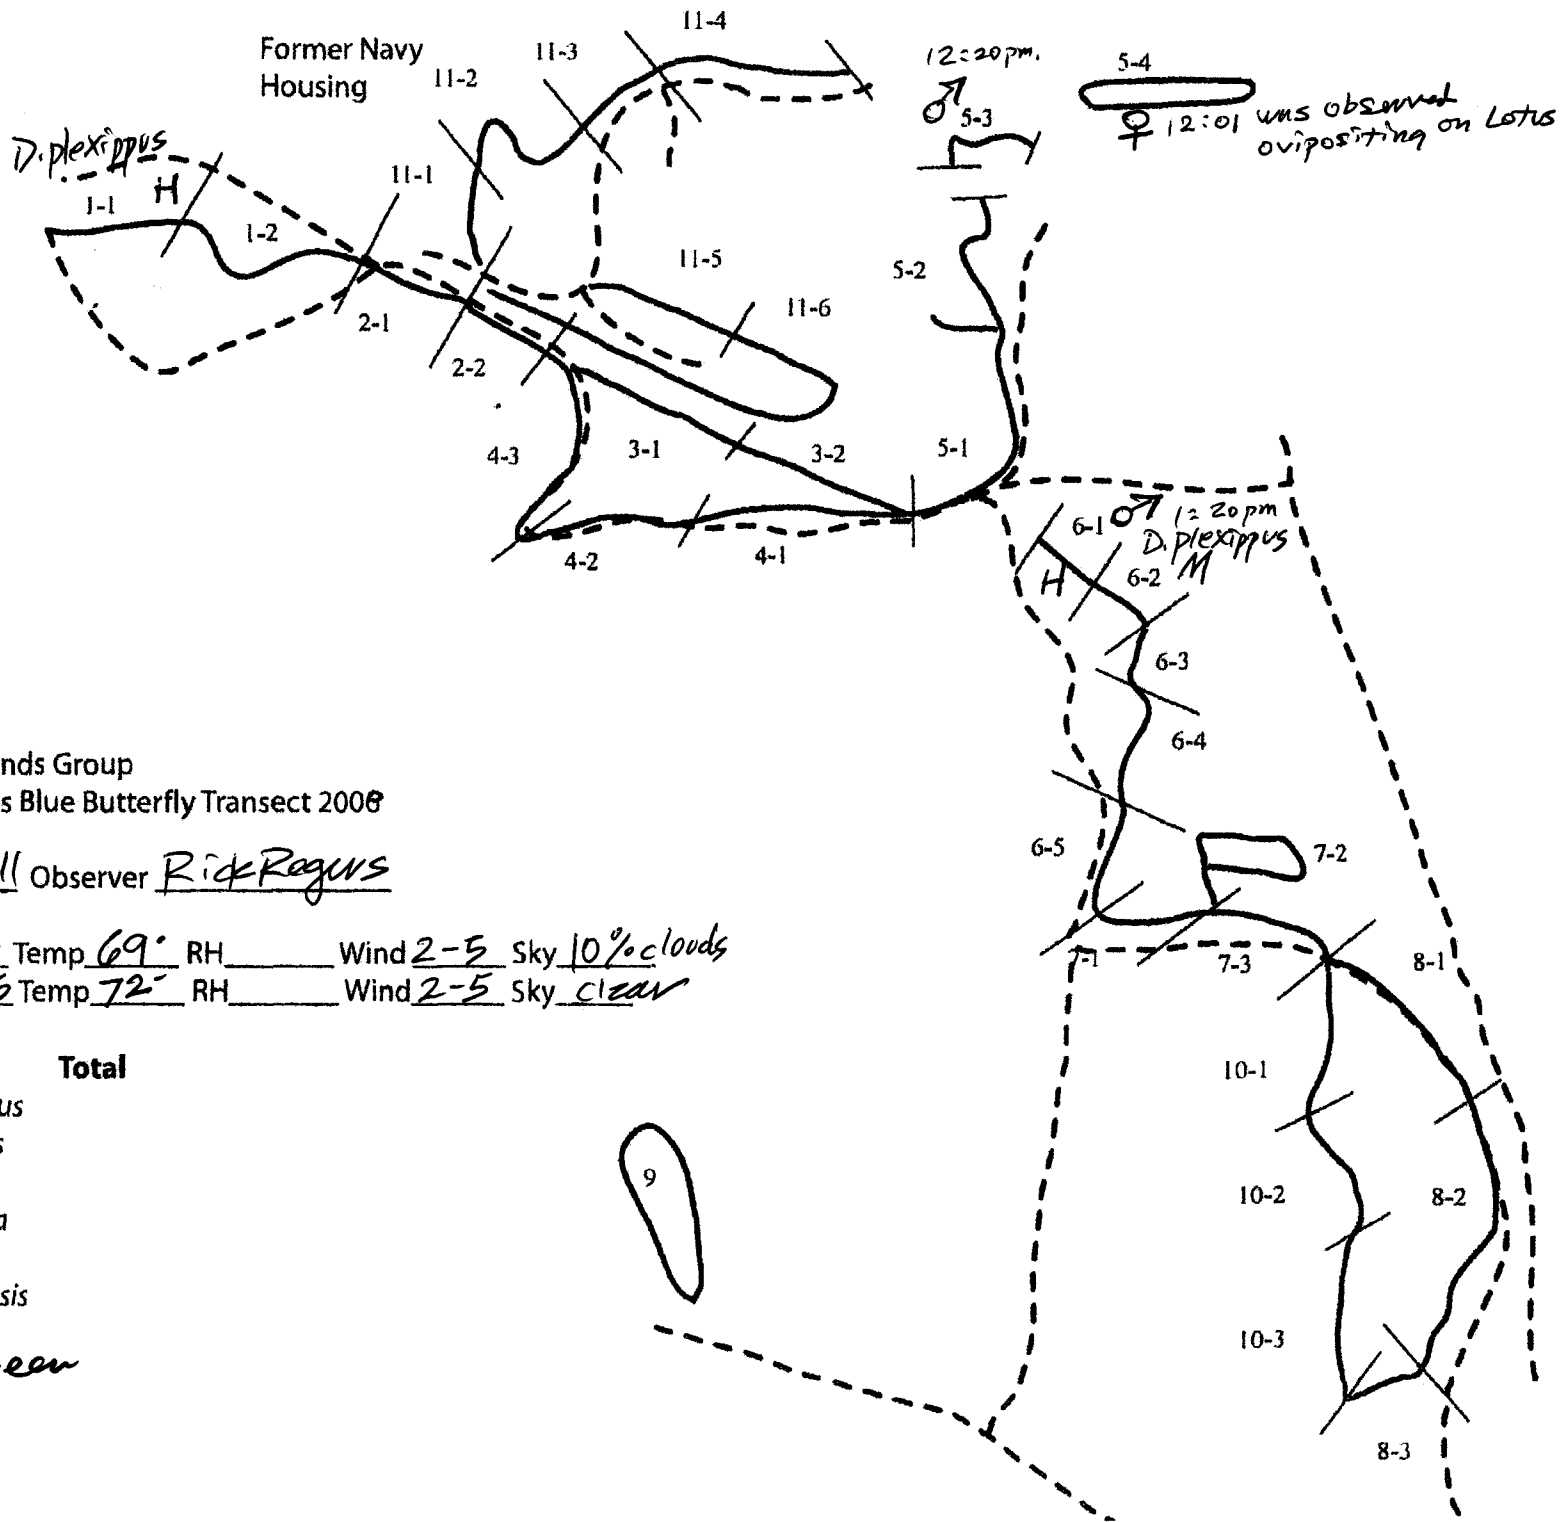 11-4
Former Navy
Housing
11-3
11-2
12:20pm.
♂
5-3
5-4
♀ 12:01 was observed
ovipositing on Lotus
D. plexippus
H
1-1
11-1
1-2
11-5
5-2
11-6
2-1
2-2
4-3
3-1
3-2
5-1
6-1 ♂ 1:20pm
D. plexippus
M
H
6-2
4-2
4-1
6-3
6-4
nds Group
s Blue Butterfly Transect 2008
6-5
7-2
ll Observer Rick Rogers
Temp 69° RH Wind 2-5 Sky 10% clouds
5 Temp 72° RH Wind 2-5 Sky clear
7-1
7-3
8-1
Total
10-1
us
s
9
10-2
8-2
a
sis
10-3
een
8-3